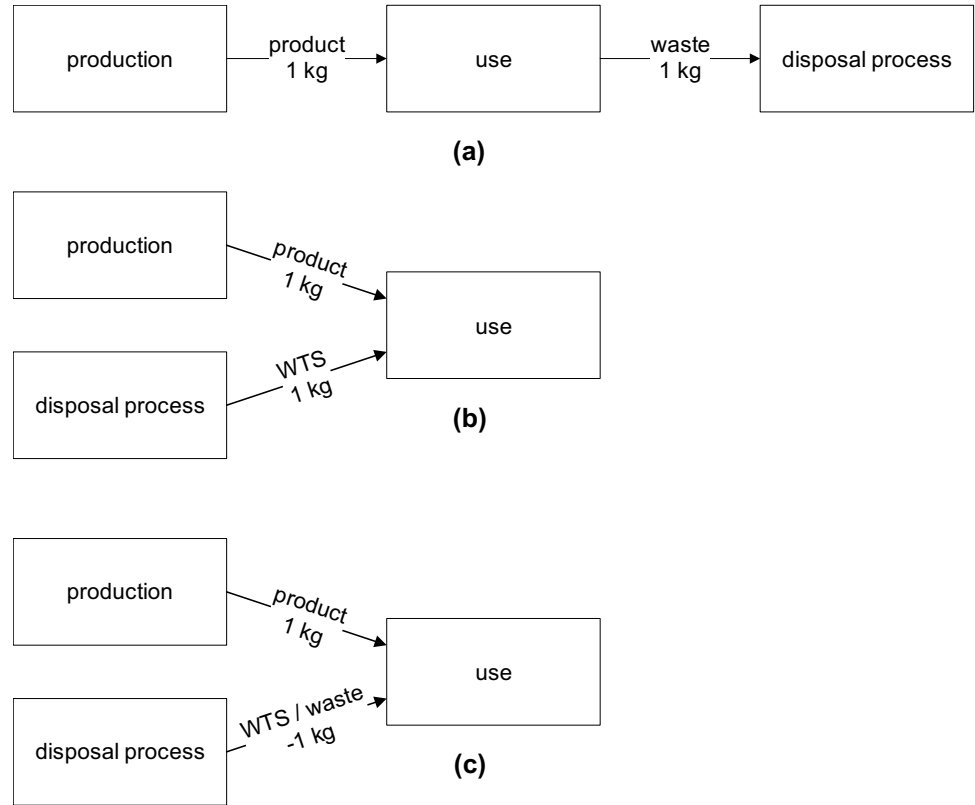 production
product
1 kg
use
waste
1 kg
disposal process
(a)
production
product
1 kg
use
WTS
1 kg
disposal process
(b)
production
product
1 kg
use
WTS / waste
-1 kg
disposal process
(c)